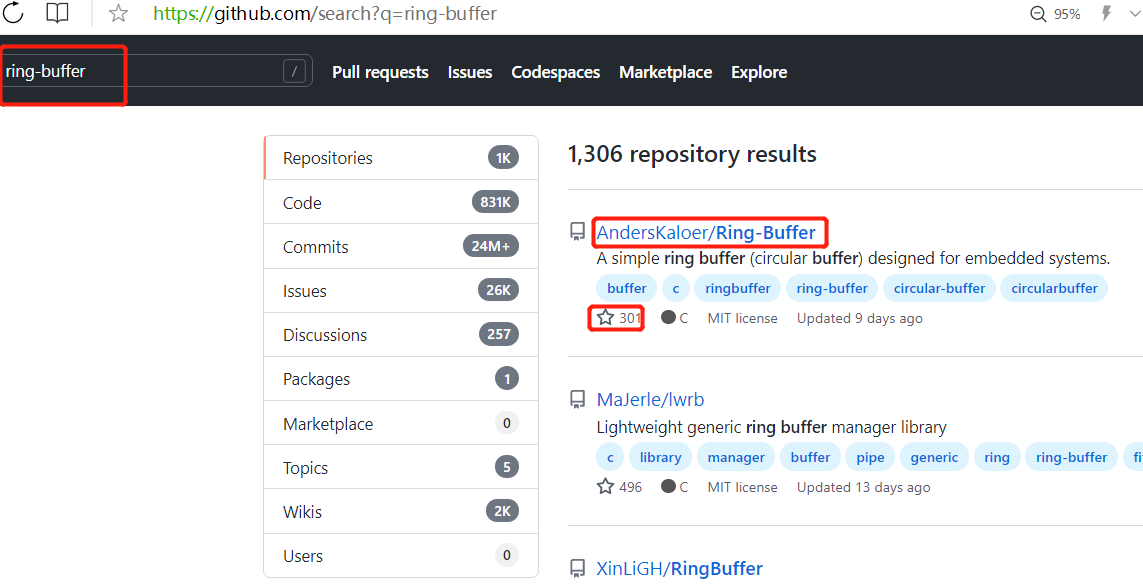 https://github.com/search?q=ring-buffer 95%
ring-buffer / Pull requests Issues Codespaces Marketplace Explore
Repositories 1K
Code 831K
Commits 24M+
Issues 26K
Discussions 257
Packages 1
Marketplace 0
Topics 5
Wikis 2K
Users 0
1,306 repository results
AndersKaloer/Ring-Buffer
A simple ring buffer (circular buffer) designed for embedded systems.
buffer c ringbuffer ring-buffer circular-buffer circularbuffer
301 C MIT license Updated 9 days ago
MaJerle/lwrb
Lightweight generic ring buffer manager library
c library manager buffer pipe generic ring ring-buffer fi
496 C MIT license Updated 13 days ago
XinLiGH/RingBuffer